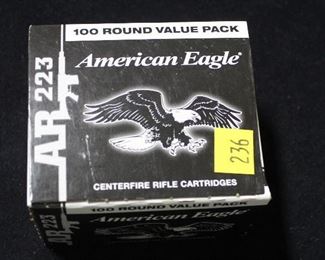 100 ROUND VALUE PACK
American Eagle®
AR 223
236
CENTERFIRE RIFLE CARTRIDGES
100 ROUND VALUE PACK
American Eagle
AR 223